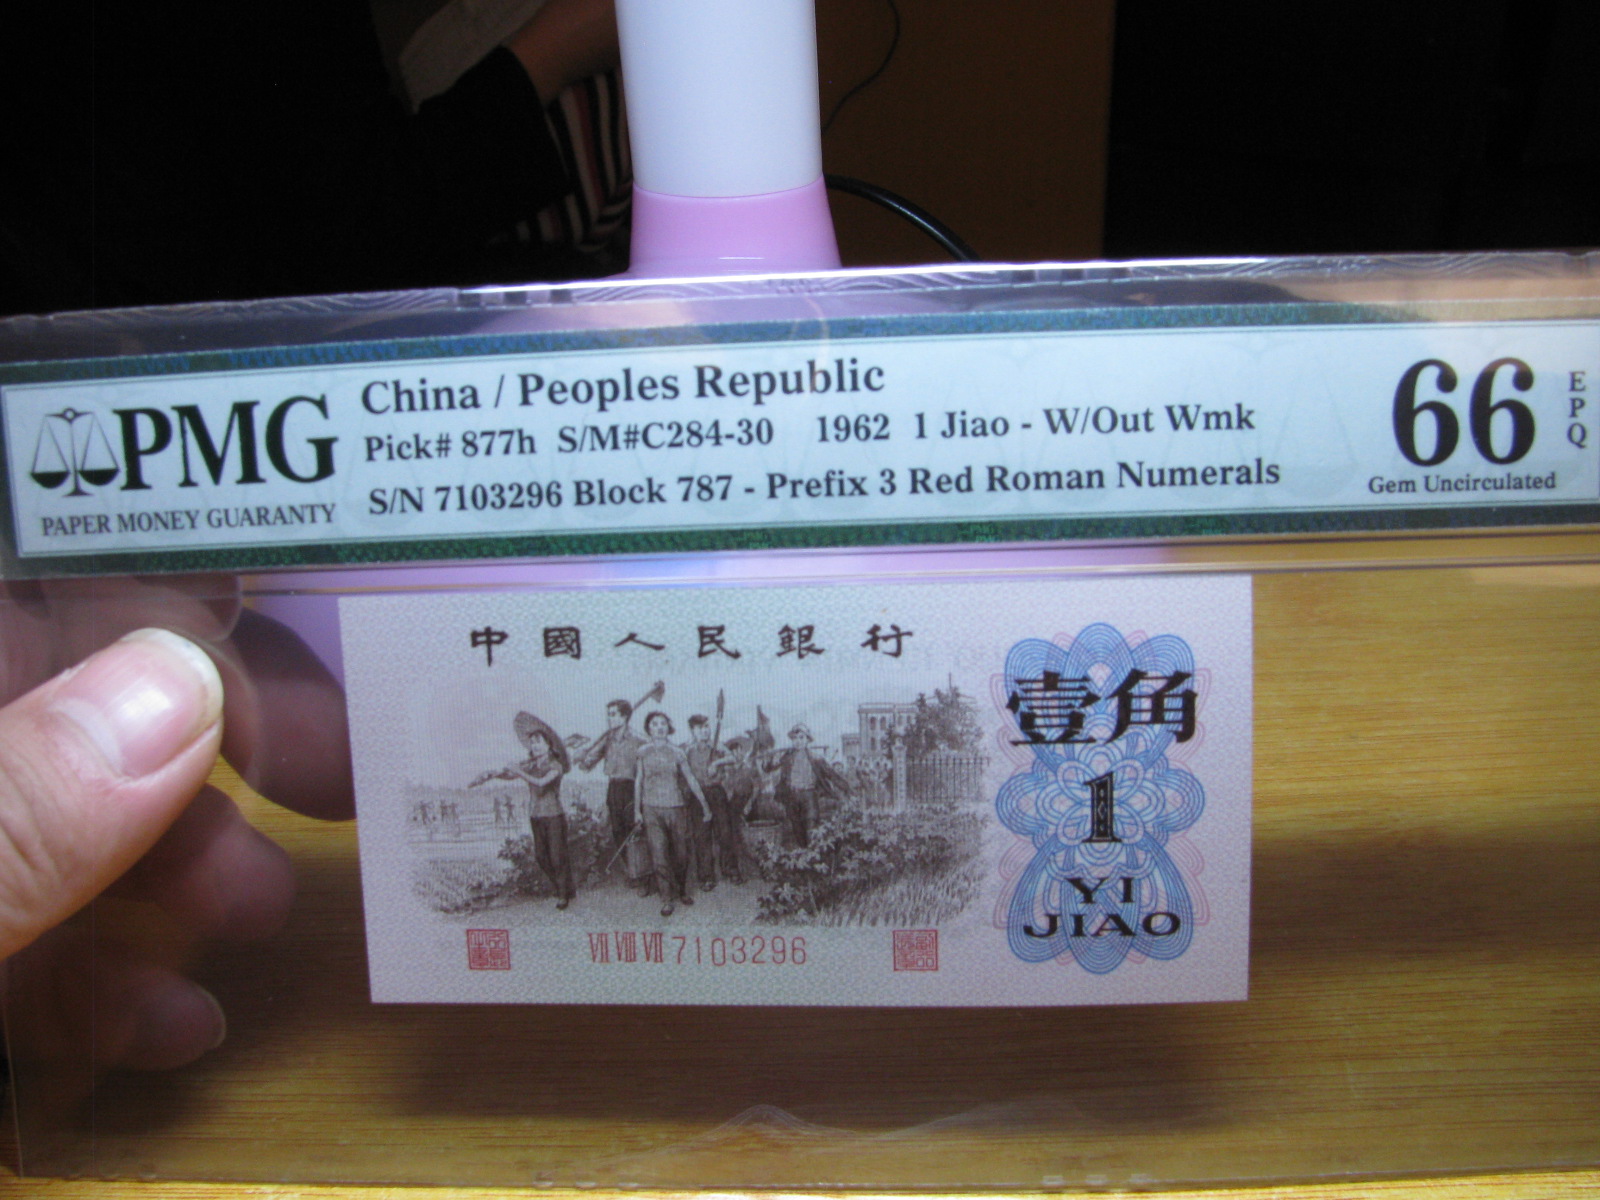 PMG
PAPER MONEY GUARANTY
China / Peoples Republic
Pick# 877h S/M#C284-30 1962 1 Jiao - W/Out Wmk
S/N 7103296 Block 787 - Prefix 3 Red Roman Numerals
66
EPQ
Gem Uncirculated
中國人民銀行
壹角
1
YI
JIAO
VII VIII VII 7103296